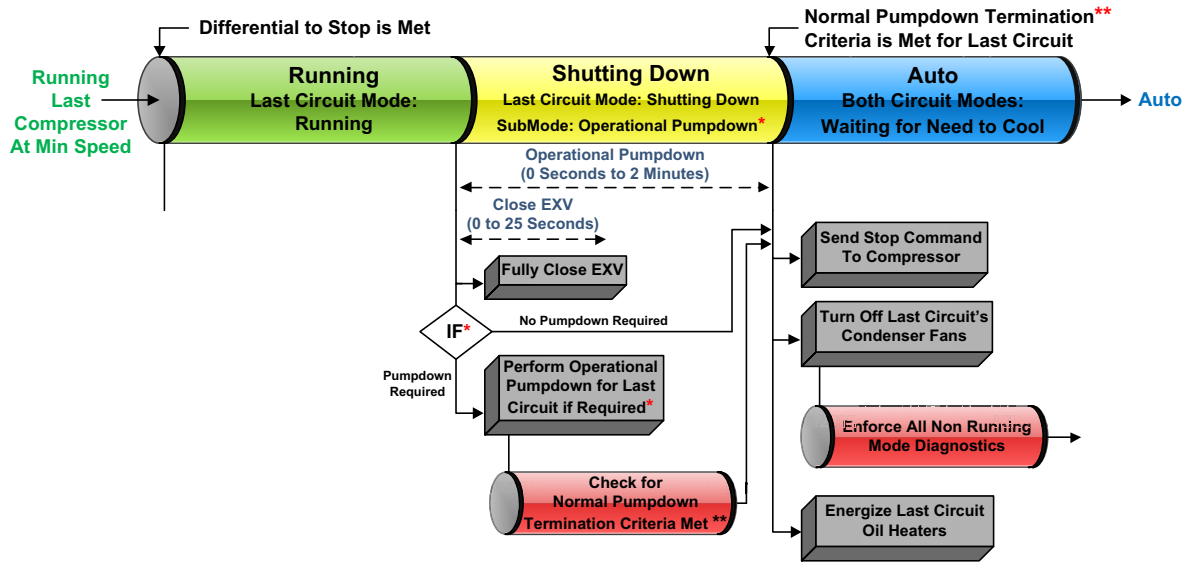 Differential to Stop is Met
Normal Pumpdown Termination**
Criteria is Met for Last Circuit
Running
Last
Compressor
At Min Speed
Running
Last Circuit Mode:
Running
Shutting Down
Last Circuit Mode: Shutting Down
SubMode: Operational Pumpdown*
Auto
Both Circuit Modes:
Waiting for Need to Cool
Auto
Operational Pumpdown
(0 Seconds to 2 Minutes)
Close EXV
(0 to 25 Seconds)
Fully Close EXV
IF*
No Pumpdown Required
Pumpdown
Required
Perform Operational
Pumpdown for Last
Circuit if Required*
Check for
Normal Pumpdown
Termination Criteria Met **
Send Stop Command
To Compressor
Turn Off Last Circuit's
Condenser Fans
Enforce All Non Running
Mode Diagnostics
Energize Last Circuit
Oil Heaters